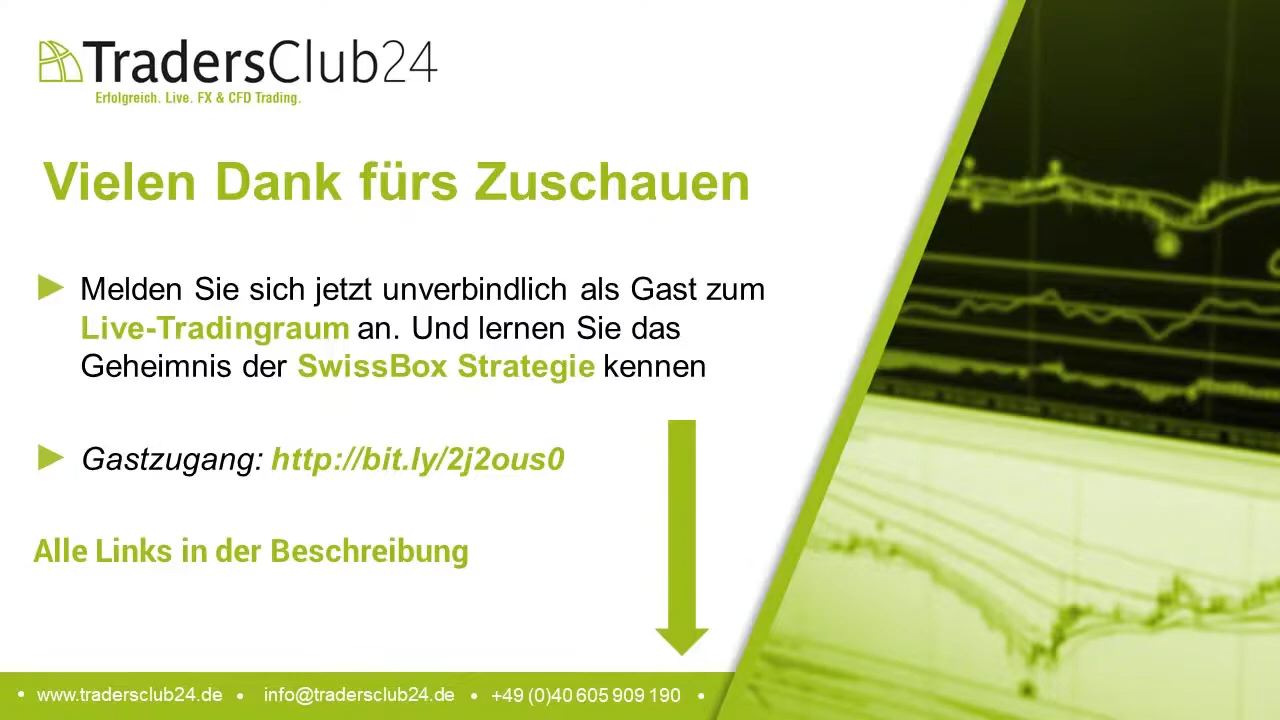 TradersClub24
Erfolgreich. Live. FX & CFD Trading.
Vielen Dank fürs Zuschauen
Melden Sie sich jetzt unverbindlich als Gast zum
Live-Tradingraum an. Und lernen Sie das
Geheimnis der SwissBox Strategie kennen
Gastzugang: http://bit.ly/2j2ous0
Alle Links in der Beschreibung
• www.tradersclub24.de • info@tradersclub24.de • +49 (0)40 605 909 190 •